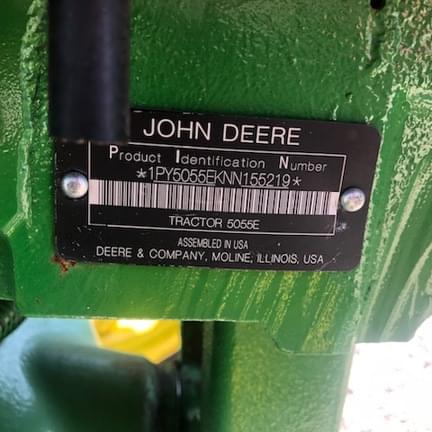 JOHN DEERE
Product Identification Number
*1PY5055EKNN155219*
TRACTOR 5055E
ASSEMBLED IN USA
DEERE & COMPANY, MOLINE, ILLINOIS, USA